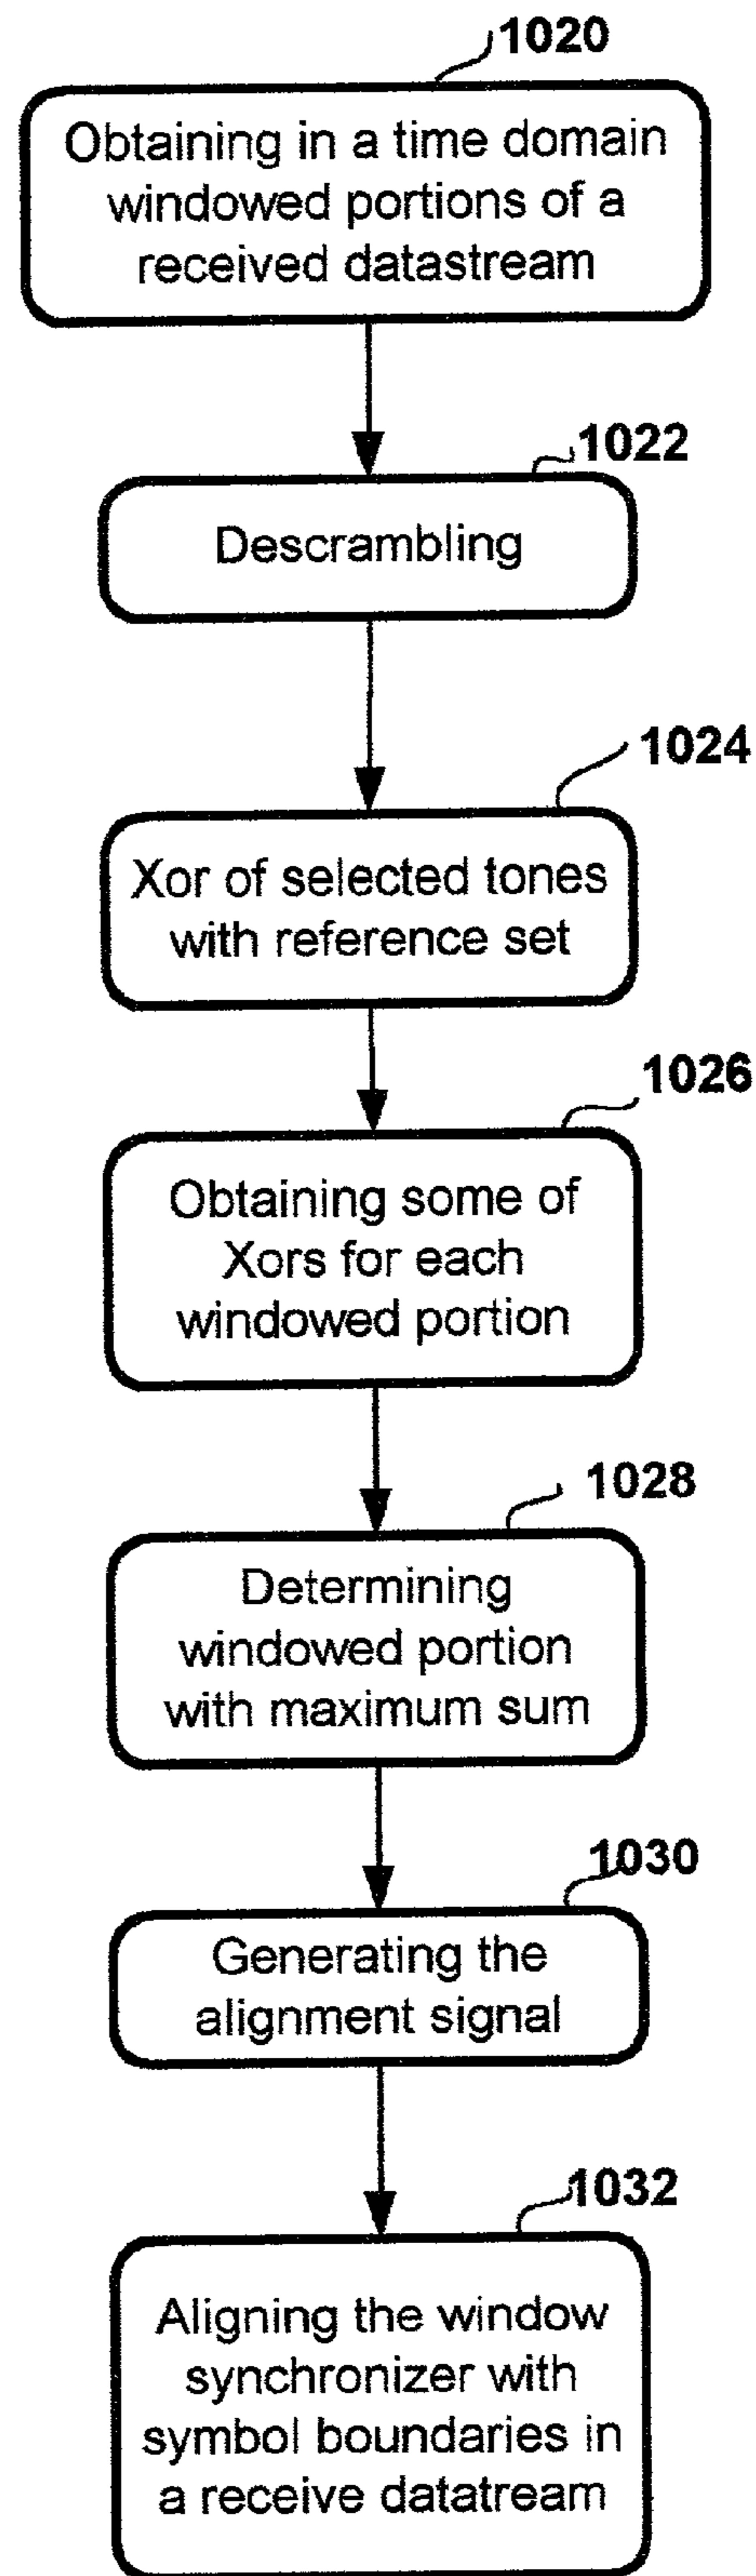 1020
Obtaining in a time domain
windowed portions of a
received datastream
1022
Descrambling
1024
Xor of selected tones
with reference set
1026
Obtaining some of
Xors for each
windowed portion
1028
Determining
windowed portion
with maximum sum
1030
Generating the
alignment signal
1032
Aligning the window
synchronizer with
symbol boundaries in
a receive datatream